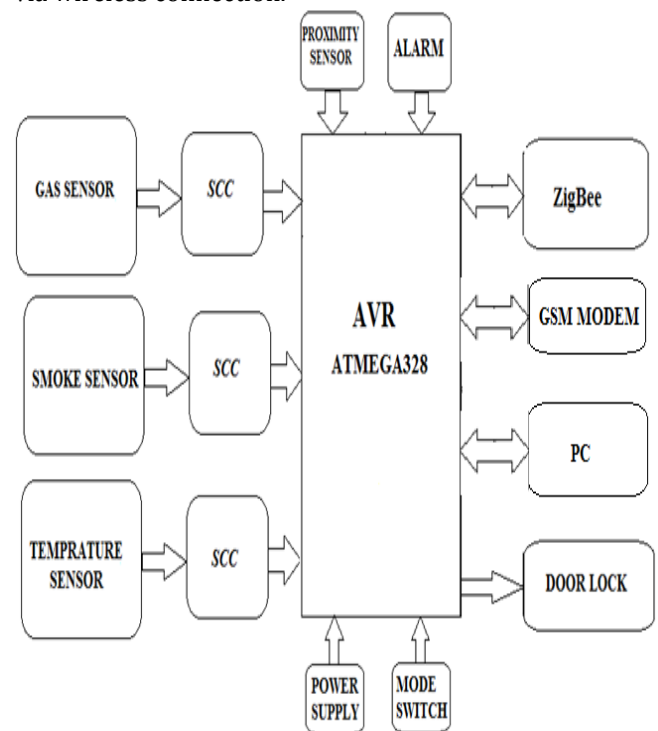 via wireless connection.
PROXIMITY
SENSOR
ALARM
GAS SENSOR
SCC
ZigBee
AVR
ATMEGA328
GSM MODEM
SMOKE SENSOR
SCC
PC
TEMPRATURE
SENSOR
SCC
DOOR LOCK
POWER
SUPPLY
MODE
SWITCH